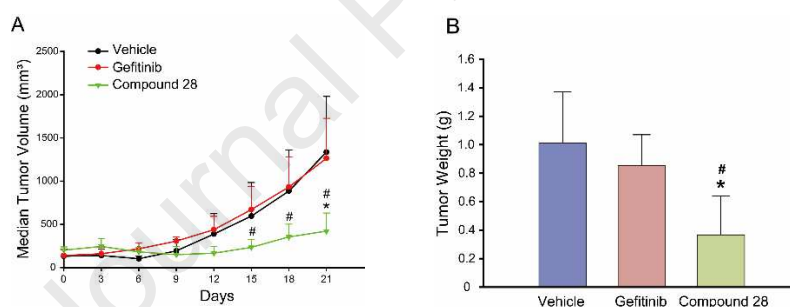 A
Vehicle
Gefitinib
Compound 28
Median Tumor Volume (mm³)
2500
2000
1500
1000
500
0
0 3 6 9 12 15 18 21
Days
#
#
#
*
B
Tumor Weight (g)
1.6
1.4
1.2
1.0
0.8
0.6
0.4
0.2
0
#
*
Vehicle Gefitinib Compound 28
Journal P